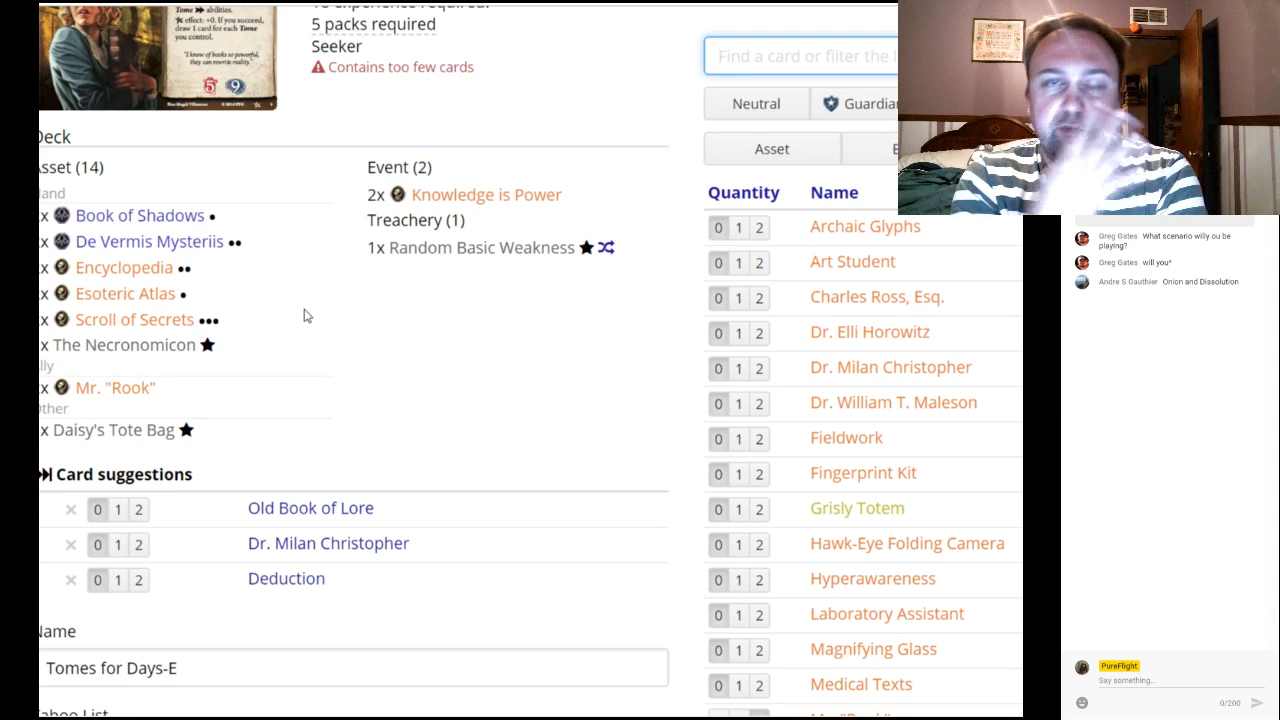 Tome abilities.
effect: +0. If you succeed,
draw 1 card for each Tome
you control.
"I know of books so powerful,
they can rewrite reality."
5 9
5 packs required
Seeker
Contains too few cards
Deck
Asset (14)
Event (2)
Hand
2x Knowledge is Power
x Book of Shadows
Treachery (1)
x De Vermis Mysteriis
1x Random Basic Weakness
x Encyclopedia
x Esoteric Atlas
x Scroll of Secrets
x The Necronomicon
lly
x Mr. "Rook"
Other
x Daisy's Tote Bag
Card suggestions
0 1 2 Old Book of Lore
0 1 2 Dr. Milan Christopher
0 1 2 Deduction
Name
Tomes for Days-E
Taboo List
Find a card or filter the l
Neutral Guardia
Asset E
Quantity Name
0 1 2 Archaic Glyphs
0 1 2 Art Student
0 1 2 Charles Ross, Esq.
0 1 2 Dr. Elli Horowitz
0 1 2 Dr. Milan Christopher
0 1 2 Dr. William T. Maleson
0 1 2 Fieldwork
0 1 2 Fingerprint Kit
0 1 2 Grisly Totem
0 1 2 Hawk-Eye Folding Camera
0 1 2 Hyperawareness
0 1 2 Laboratory Assistant
0 1 2 Magnifying Glass
0 1 2 Medical Texts
Greg Gates What scenario willy ou be
playing?
Greg Gates will you*
Andre S Gauthier Onion and Dissolution
PureFlight
Say something...
0/200